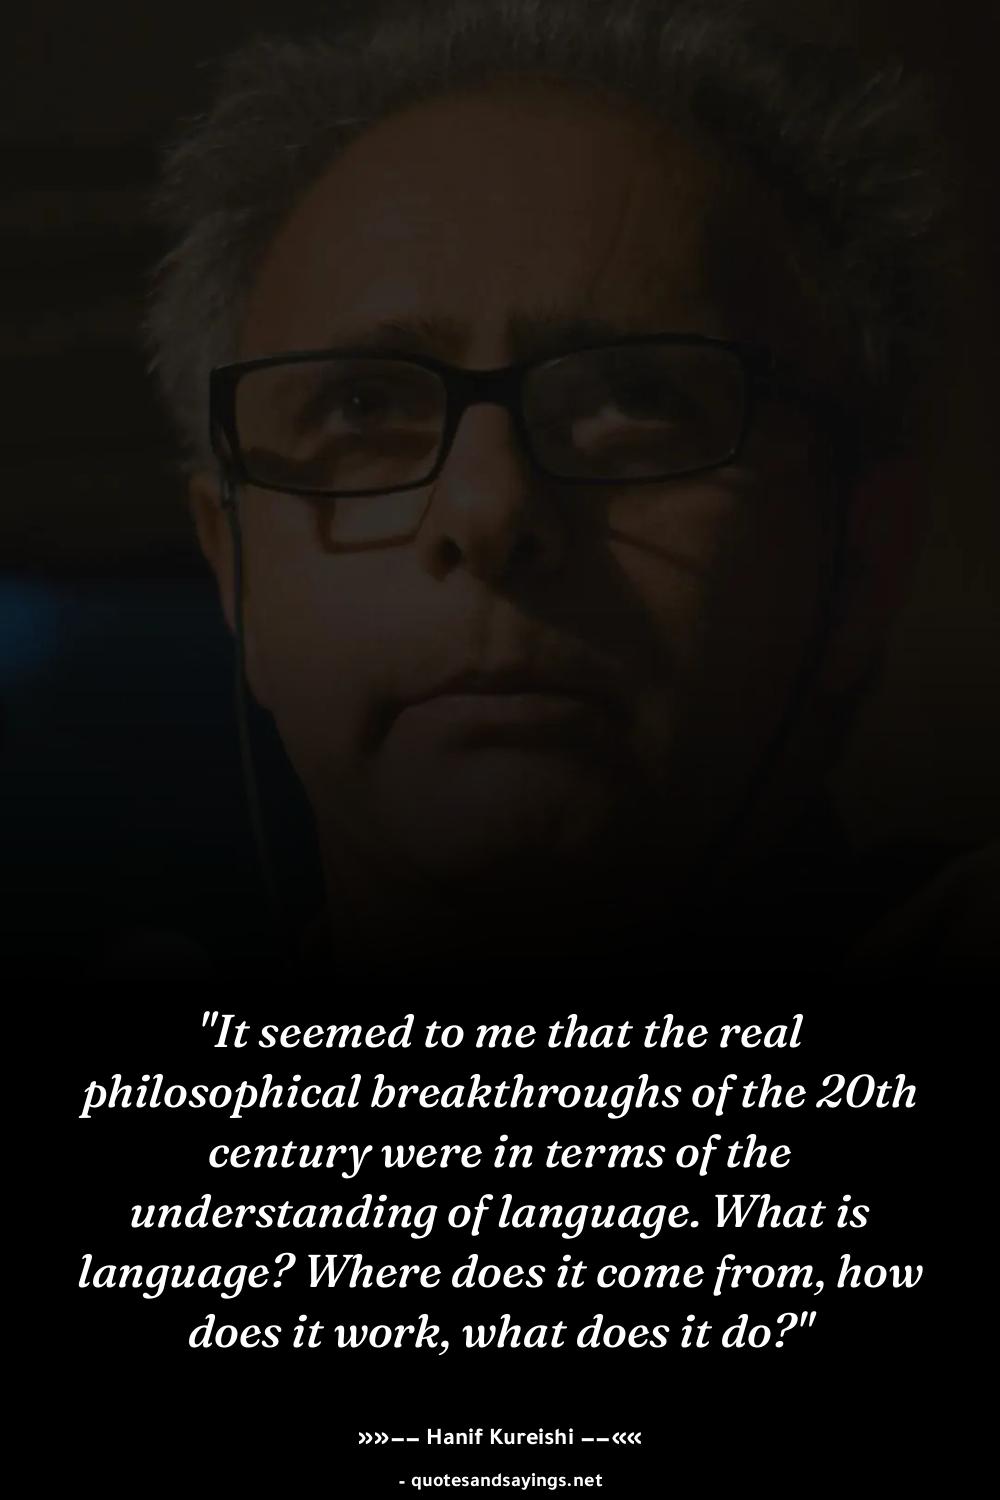 "It seemed to me that the real
philosophical breakthroughs of the 20th
century were in terms of the
understanding of language. What is
language? Where does it come from, how
does it work, what does it do?"
»»—— Hanif Kureishi ——««
- quotesandsayings.net